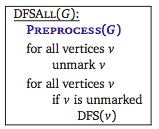 DFSAll(G):
Preprocess(G)
for all vertices v
unmark v
for all vertices v
if v is unmarked
DFS(v)